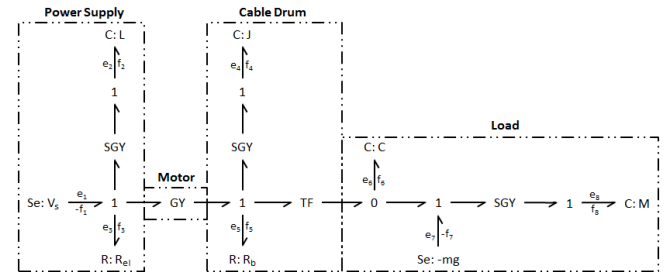 Power Supply Cable Drum
C: L C: J
e₂ f₂ e₄ f₄
1 1
Load
SGY SGY C: C
Motor e₆ f₆
Se: Vₛ e₁ -f₁ 1 GY 1 TF 0 1 SGY 1 e₈ f₈ C: M
e₃ f₃ e₅ f₅ e₇ -f₇
R: Rₑₗ R: R_b Se: -mg